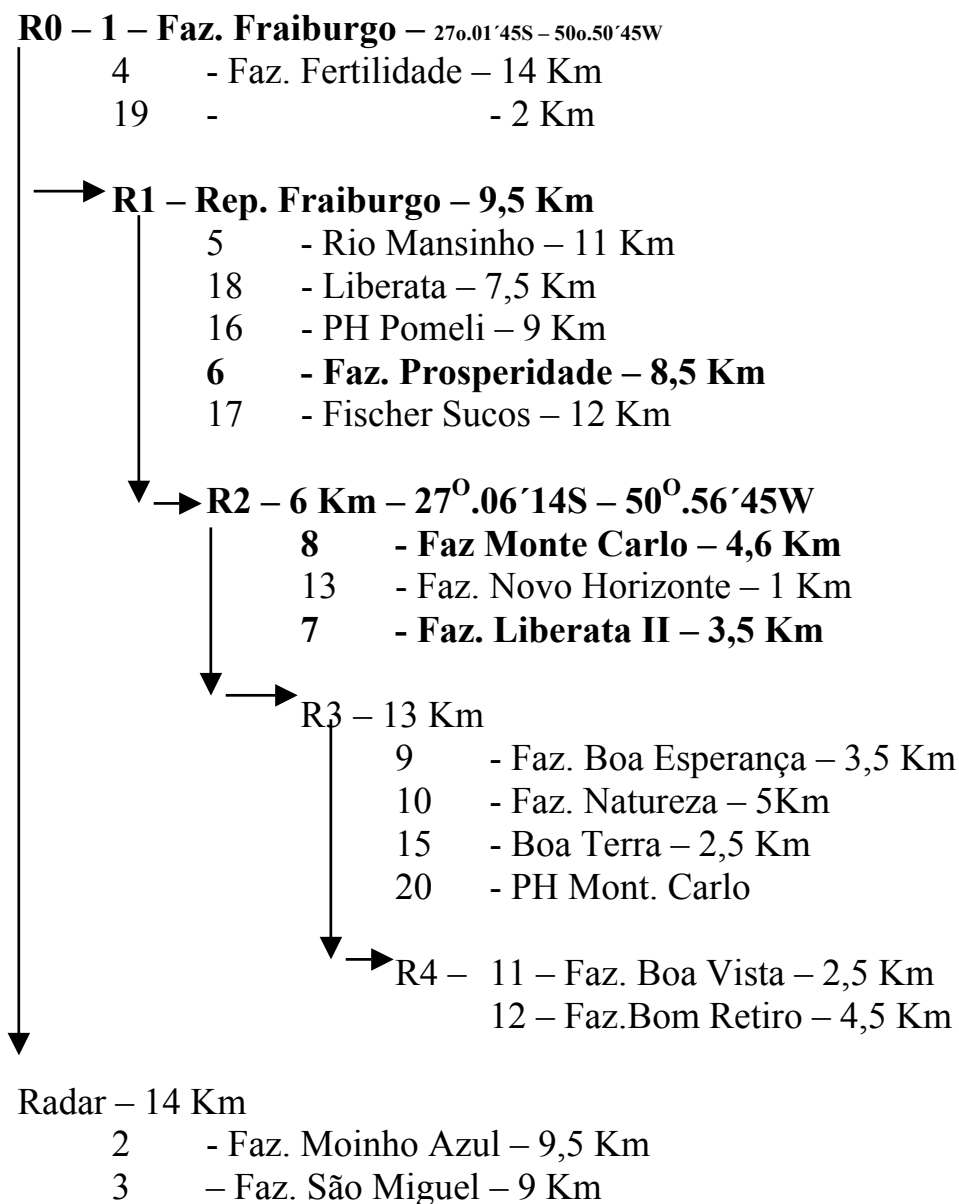 R0 – 1 – Faz. Fraiburgo – 27o.01´45S – 50o.50´45W
4 - Faz. Fertilidade – 14 Km
19 - - 2 Km
R1 – Rep. Fraiburgo – 9,5 Km
5 - Rio Mansinho – 11 Km
18 - Liberata – 7,5 Km
16 - PH Pomeli – 9 Km
6 - Faz. Prosperidade – 8,5 Km
17 - Fischer Sucos – 12 Km
R2 – 6 Km – 27O.06´14S – 50O.56´45W
8 - Faz Monte Carlo – 4,6 Km
13 - Faz. Novo Horizonte – 1 Km
7 - Faz. Liberata II – 3,5 Km
R3 – 13 Km
9 - Faz. Boa Esperança – 3,5 Km
10 - Faz. Natureza – 5Km
15 - Boa Terra – 2,5 Km
20 - PH Mont. Carlo
R4 – 11 – Faz. Boa Vista – 2,5 Km
12 – Faz.Bom Retiro – 4,5 Km
Radar – 14 Km
2 - Faz. Moinho Azul – 9,5 Km
3 – Faz. São Miguel – 9 Km